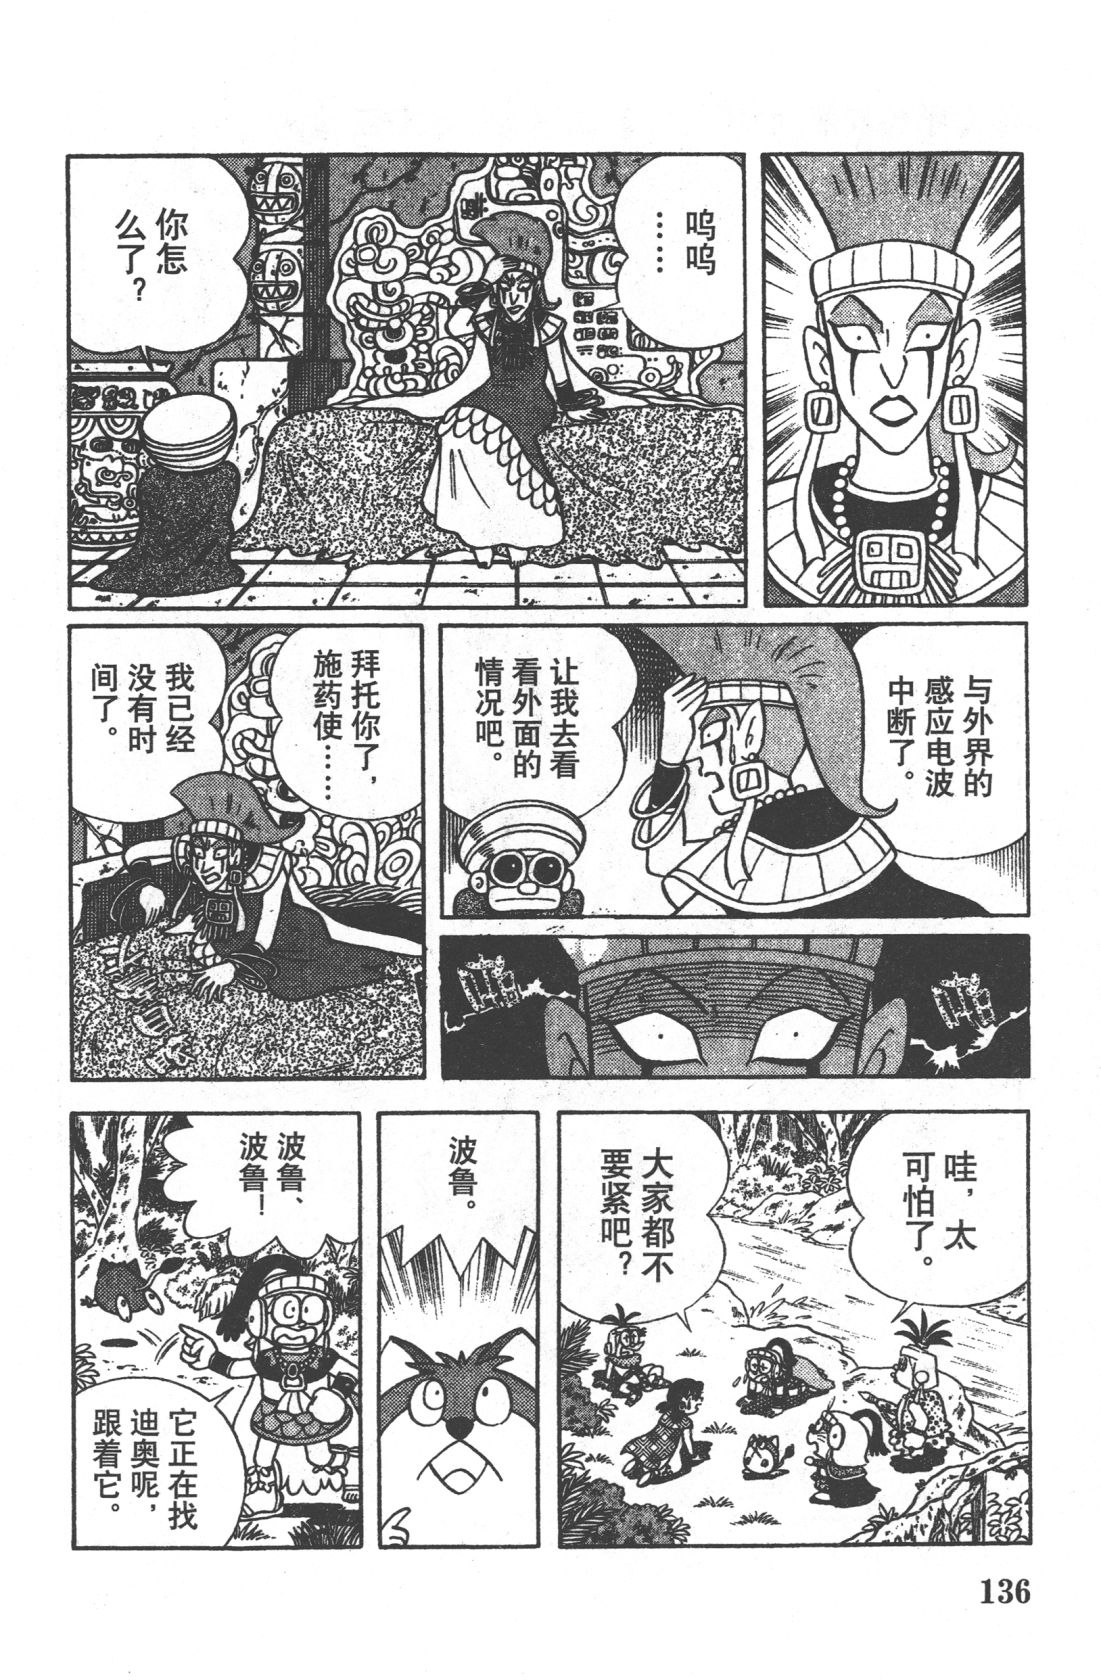 呜呜
……
你怎
么了？
与外界的
感应电波
中断了。
让我去看
看外面的
情况吧。
拜托你了，
施药使……
我已经
没有时
间了。
哇，太
可怕了。
大家都不
要紧吧？
波鲁。
波鲁、
波鲁！
它正在找
迪奥呢，
跟着它。
136